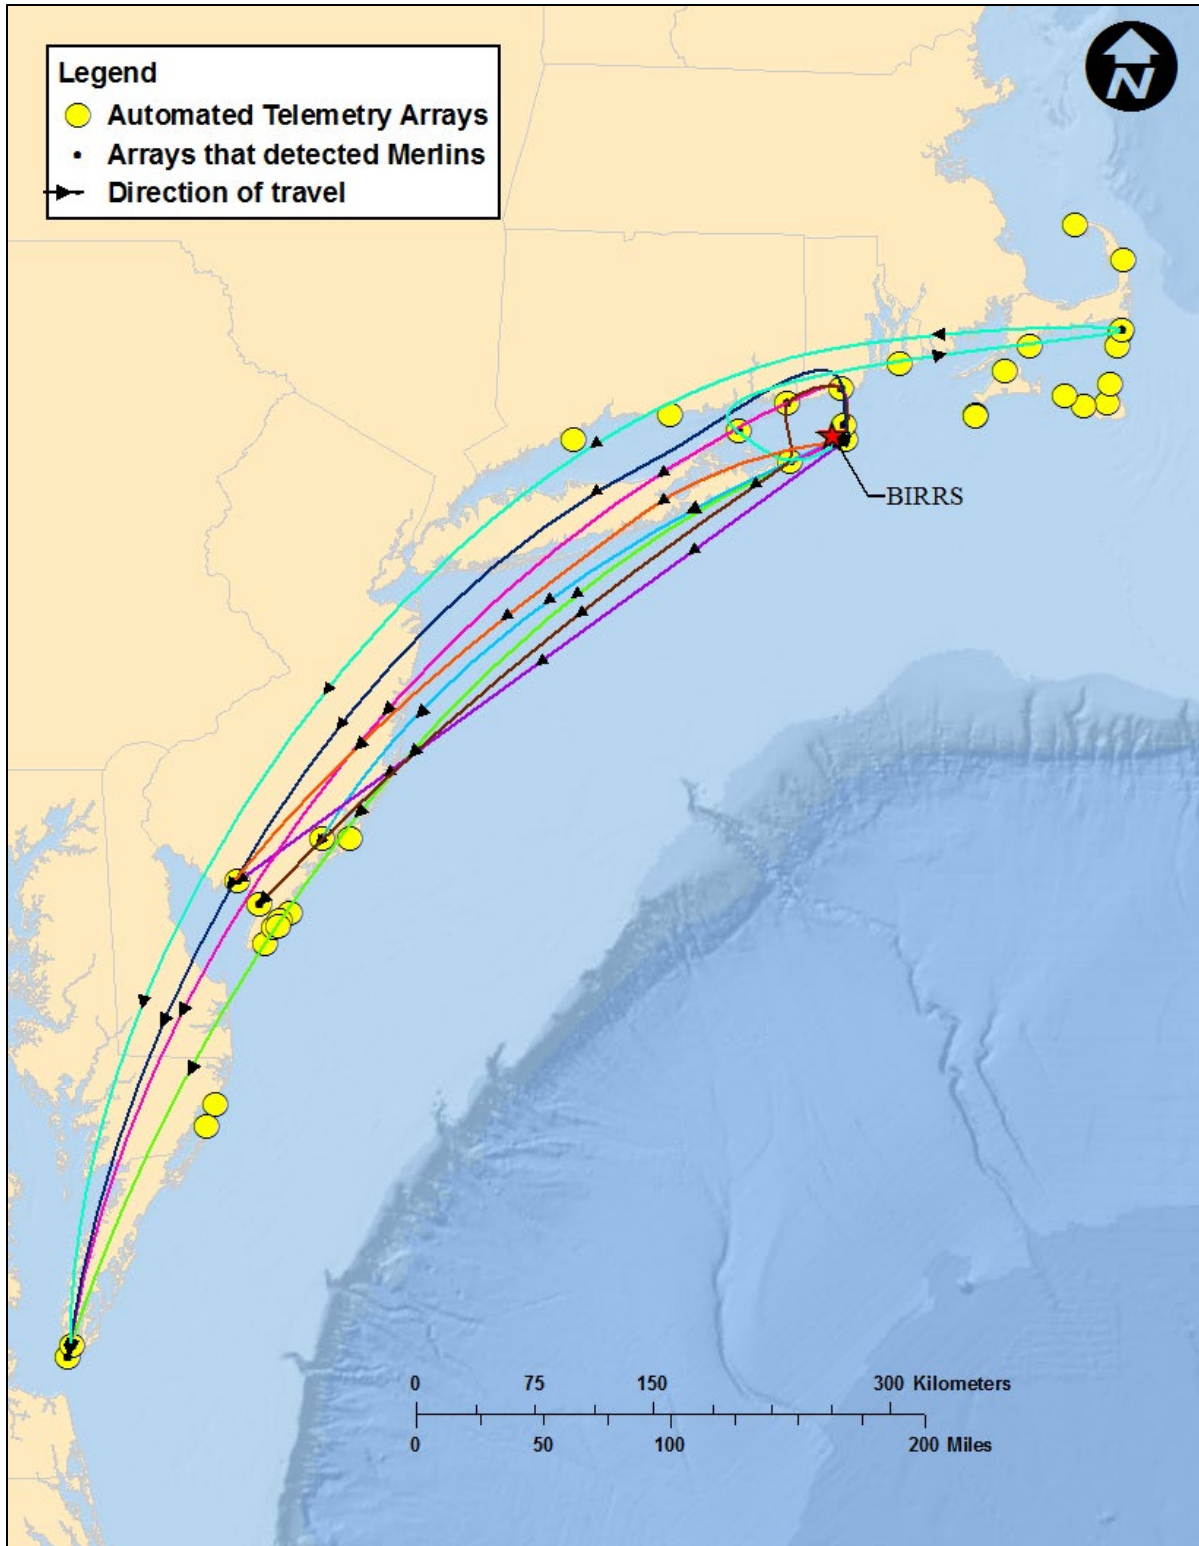 Legend
Automated Telemetry Arrays
Arrays that detected Merlins
Direction of travel
N
BIRRS
0 75 150 300 Kilometers
0 50 100 200 Miles